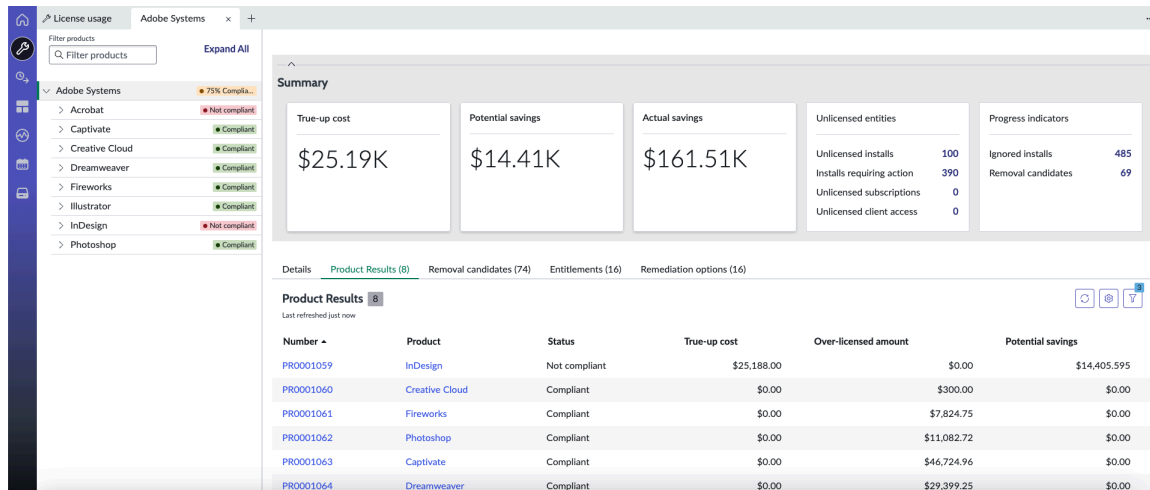 License usage
Adobe Systems × +
Filter products
Filter products
Expand All
Adobe Systems
75% Complia...
Acrobat
Not compliant
Captivate
Compliant
Creative Cloud
Compliant
Dreamweaver
Compliant
Fireworks
Compliant
Illustrator
Compliant
InDesign
Not compliant
Photoshop
Compliant
Summary
True-up cost
$25.19K
Potential savings
$14.41K
Actual savings
$161.51K
Unlicensed entities
Unlicensed installs 100
Installs requiring action 390
Unlicensed subscriptions 0
Unlicensed client access 0
Progress indicators
Ignored installs 485
Removal candidates 69
Details Product Results (8) Removal candidates (74) Entitlements (16) Remediation options (16)
Product Results 8
3
Last refreshed just now
Number Product Status True-up cost Over-licensed amount Potential savings
PR0001059 InDesign Not compliant $25,188.00 $0.00 $14,405.595
PR0001060 Creative Cloud Compliant $0.00 $300.00 $0.00
PR0001061 Fireworks Compliant $0.00 $7,824.75 $0.00
PR0001062 Photoshop Compliant $0.00 $11,082.72 $0.00
PR0001063 Captivate Compliant $0.00 $46,724.96 $0.00
PR0001064 Dreamweaver Compliant $0.00 $29,399.25 $0.00